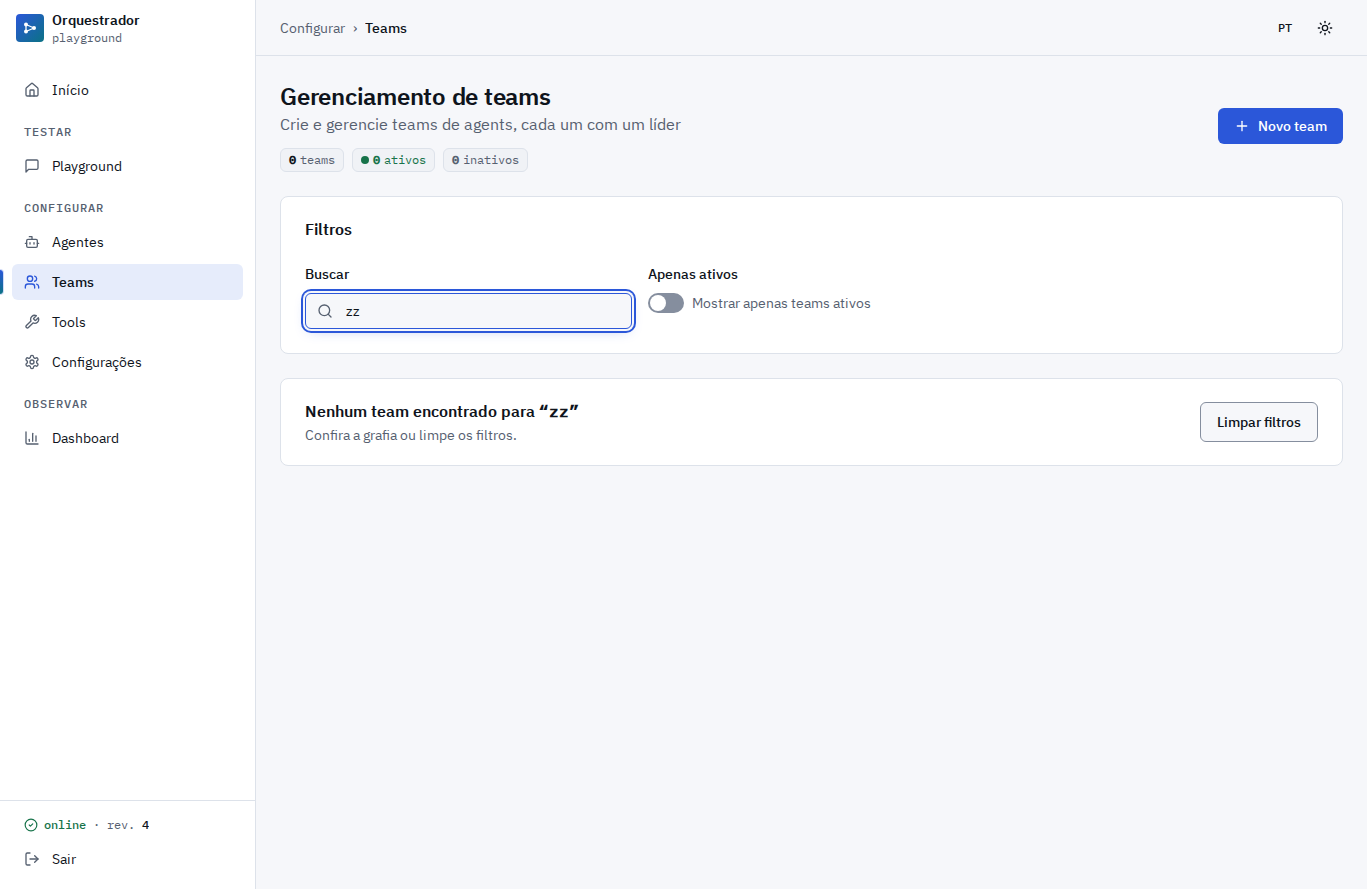 Orquestrador
playground
Início
TESTAR
Playground
CONFIGURAR
Agentes
Teams
Tools
Configurações
OBSERVAR
Dashboard
online · rev. 4
Sair
Configurar › Teams
PT
Gerenciamento de teams
Crie e gerencie teams de agents, cada um com um líder
0 teams
0 ativos
0 inativos
Novo team
Filtros
Buscar
zz
Apenas ativos
Mostrar apenas teams ativos
Nenhum team encontrado para “zz”
Confira a grafia ou limpe os filtros.
Limpar filtros